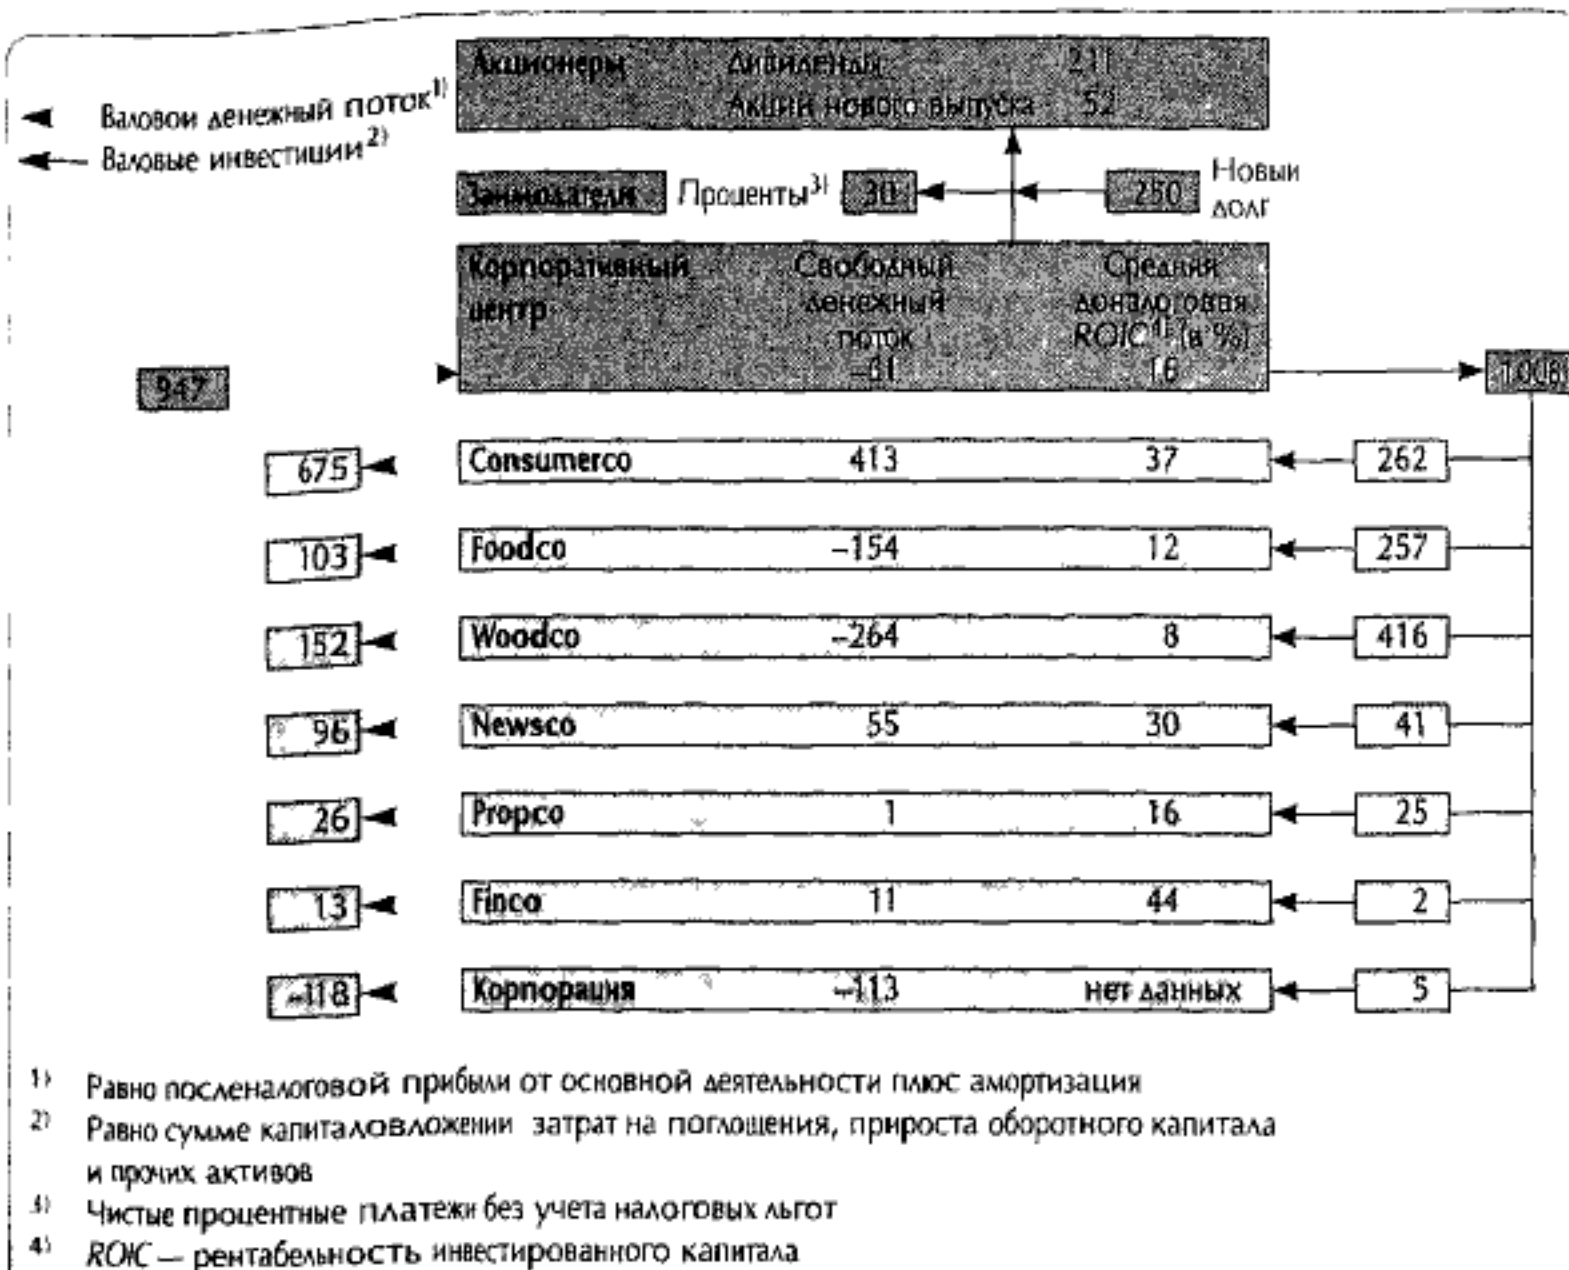 Акционеры Дивиденды 211
Акции нового выпуска 52
◄ Валовой денежный поток¹⁾
← Валовые инвестиции²⁾
Займодатели Проценты³⁾ 30 250 Новый долг
Корпоративный центр
Свободный денежный поток
Средняя доналоговая ROIC⁴⁾ (в %)
947 –61 16 1008
675 Consumerco 413 37 262
103 Foodco –154 12 257
152 Woodco –264 8 416
96 Newsco 55 30 41
26 Propco 1 16 25
13 Finco 11 44 2
–118 Корпорация –113 нет данных 5
1) Равно посленалоговой прибыли от основной деятельности плюс амортизация
2) Равно сумме капиталовложений затрат на поглощения, прироста оборотного капитала
и прочих активов
3) Чистые процентные платежи без учета налоговых льгот
4) ROIC — рентабельность инвестированного капитала